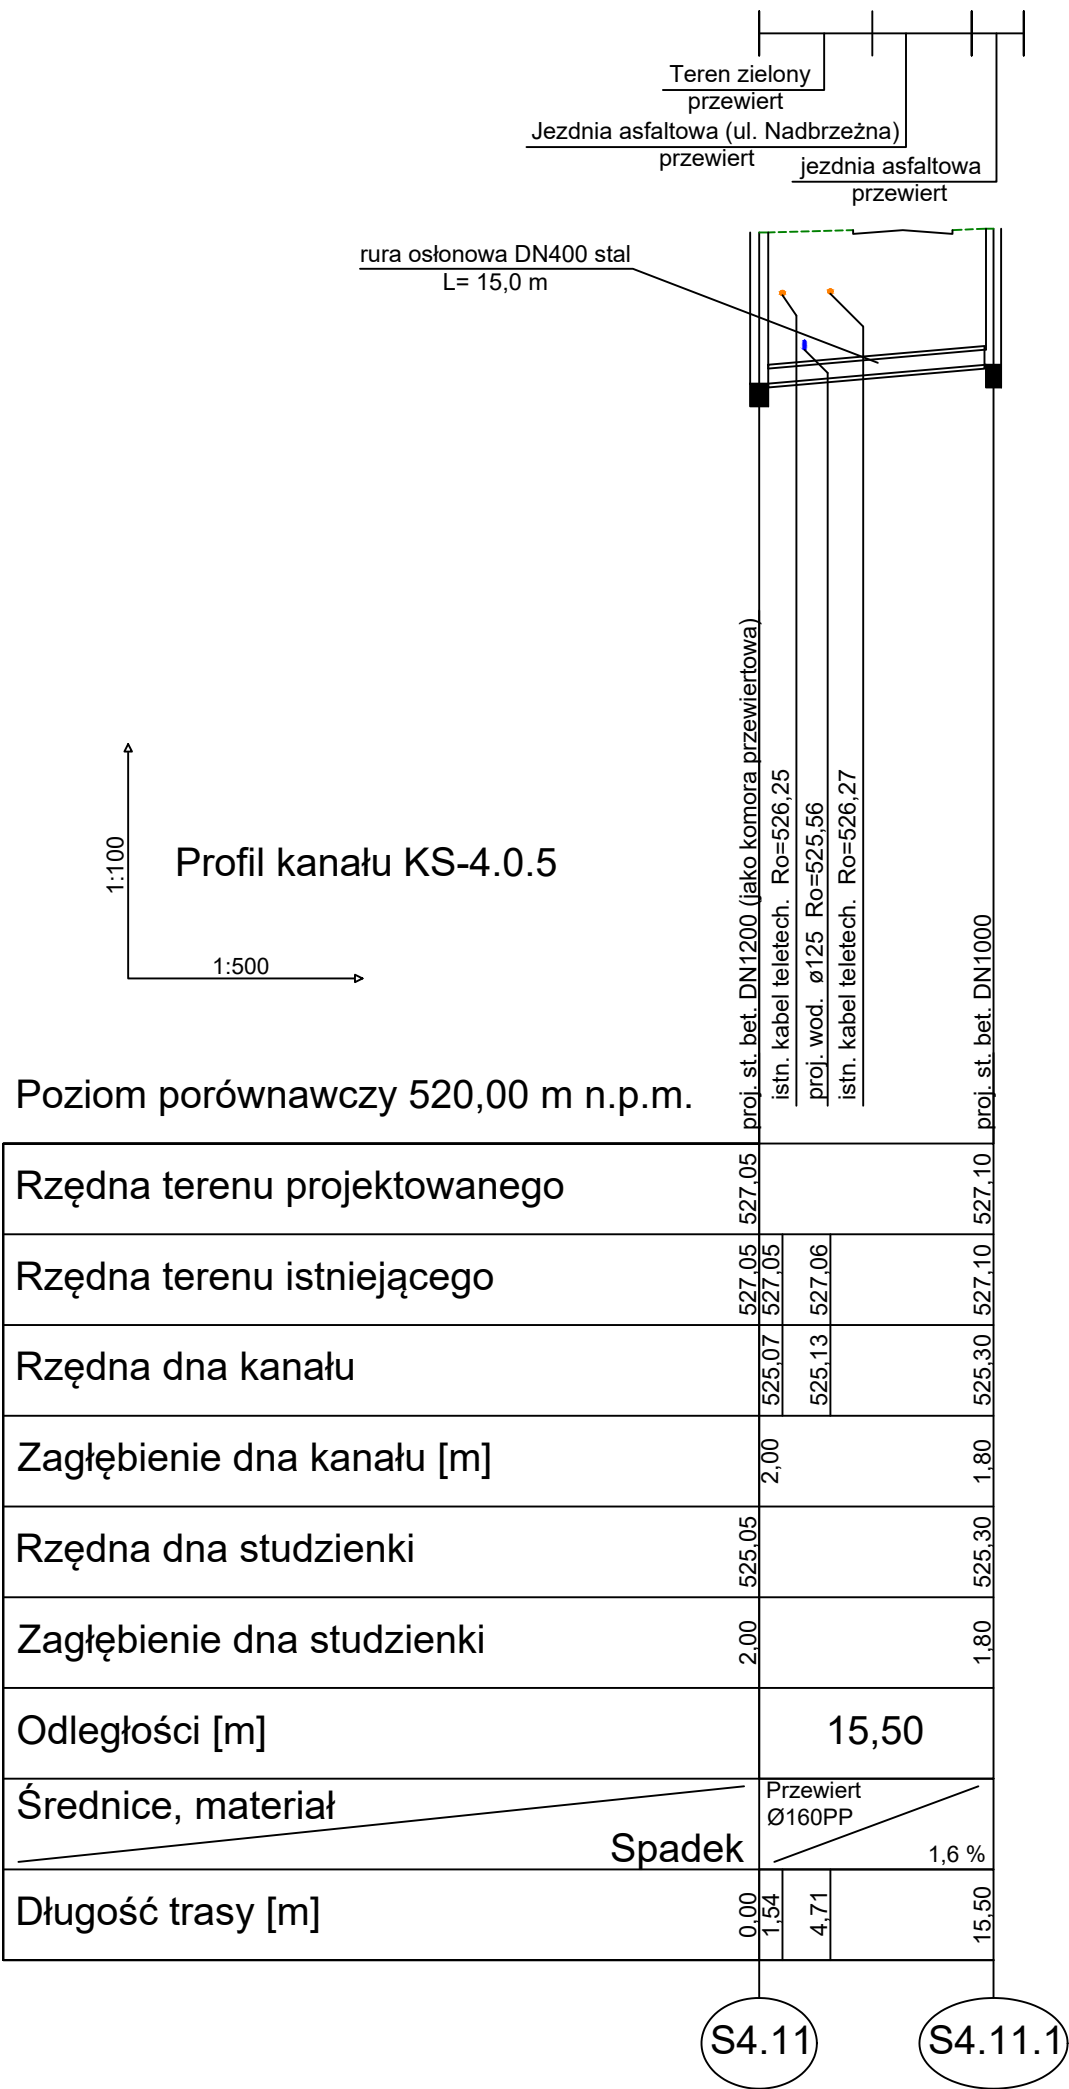 Teren zielony
przewiert
Jezdnia asfaltowa (ul. Nadbrzeżna)
przewiert
jezdnia asfaltowa
przewiert
rura osłonowa DN400 stal
L= 15,0 m
proj. st. bet. DN1200 (jako komora przewiertowa)
istn. kabel teletech. Ro=526,25
proj. wod. ø125 Ro=525,56
istn. kabel teletech. Ro=526,27
proj. st. bet. DN1000
1:100
Profil kanału KS-4.0.5
1:500
Poziom porównawczy 520,00 m n.p.m.
Rzędna terenu projektowanego 527,05 527,10
Rzędna terenu istniejącego 527,05 527,05 527,06 527,10
Rzędna dna kanału 525,07 525,13 525,30
Zagłębienie dna kanału [m] 2,00 1,80
Rzędna dna studzienki 525,05 525,30
Zagłębienie dna studzienki 2,00 1,80
Odległości [m] 15,50
Średnice, materiał Przewiert
Ø160PP
Spadek 1,6 %
Długość trasy [m] 0,00 1,54 4,71 15,50
S4.11 S4.11.1